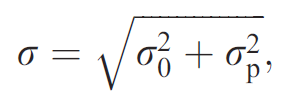 σ = √(σ₀² + σₚ²),